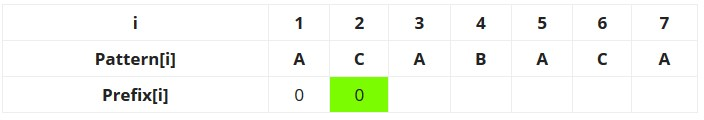 i 1 2 3 4 5 6 7
Pattern[i] A C A B A C A
Prefix[i] 0 0